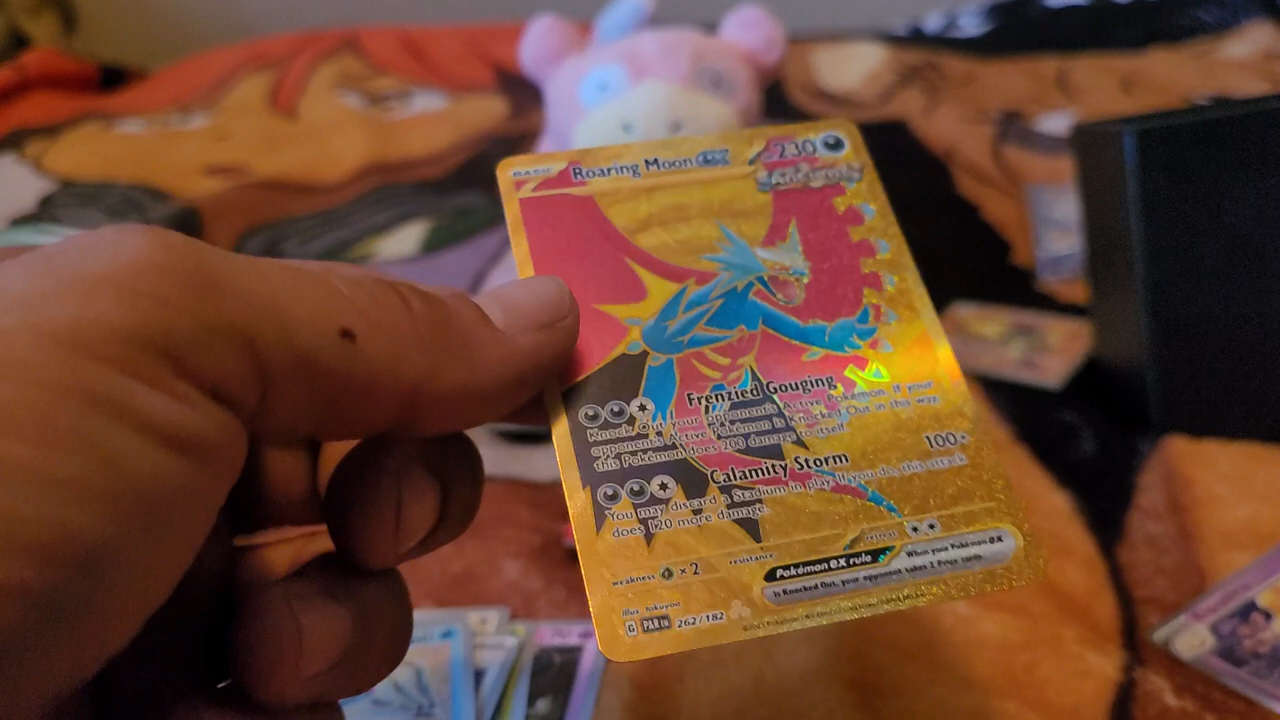 BASIC Roaring Moon ex 230
Frenzied Gouging
Knock Out your opponent's Active Pokémon. If your
opponent's Active Pokémon is Knocked Out in this way,
this Pokémon does 200 damage to itself.
Calamity Storm 100+
You may discard a Stadium in play. If you do, this attack
does 120 more damage.
weakness ×2 resistance retreat
Pokémon ex rule When your Pokémon ex
is Knocked Out, your opponent takes 2 Prize cards.
Illus. tokuyou
G PAR EN 262/182